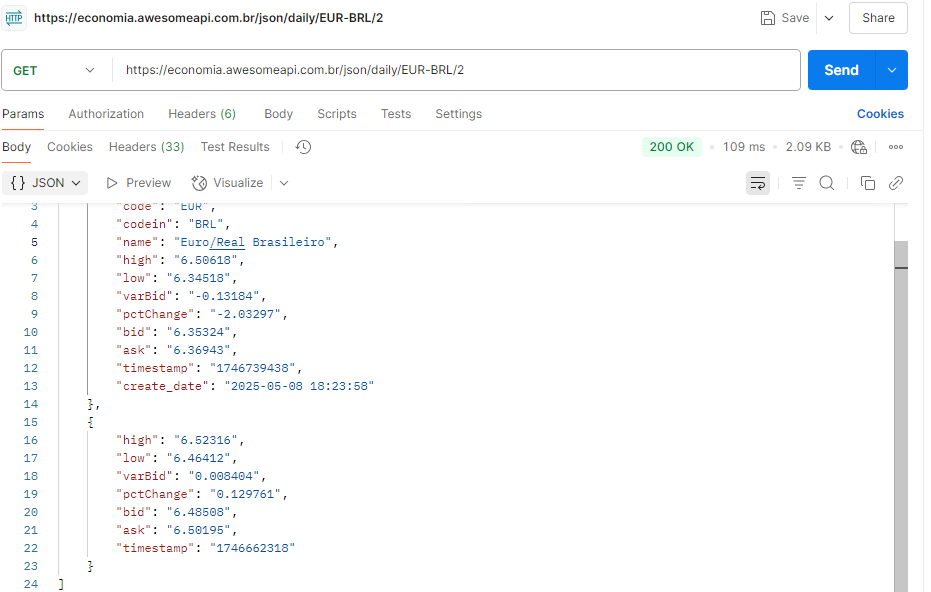 HTTP https://economia.awesomeapi.com.br/json/daily/EUR-BRL/2 Save Share
GET https://economia.awesomeapi.com.br/json/daily/EUR-BRL/2 Send
Params Authorization Headers (6) Body Scripts Tests Settings Cookies
Body Cookies Headers (33) Test Results 200 OK • 109 ms • 2.09 KB •
{} JSON Preview Visualize
3 "code": "EUR",
4 "codein": "BRL",
5 "name": "Euro/Real Brasileiro",
6 "high": "6.50618",
7 "low": "6.34518",
8 "varBid": "-0.13184",
9 "pctChange": "-2.03297",
10 "bid": "6.35324",
11 "ask": "6.36943",
12 "timestamp": "1746739438",
13 "create_date": "2025-05-08 18:23:58"
14 },
15 {
16 "high": "6.52316",
17 "low": "6.46412",
18 "varBid": "0.008404",
19 "pctChange": "0.129761",
20 "bid": "6.48508",
21 "ask": "6.50195",
22 "timestamp": "1746662318"
23 }
24 ]